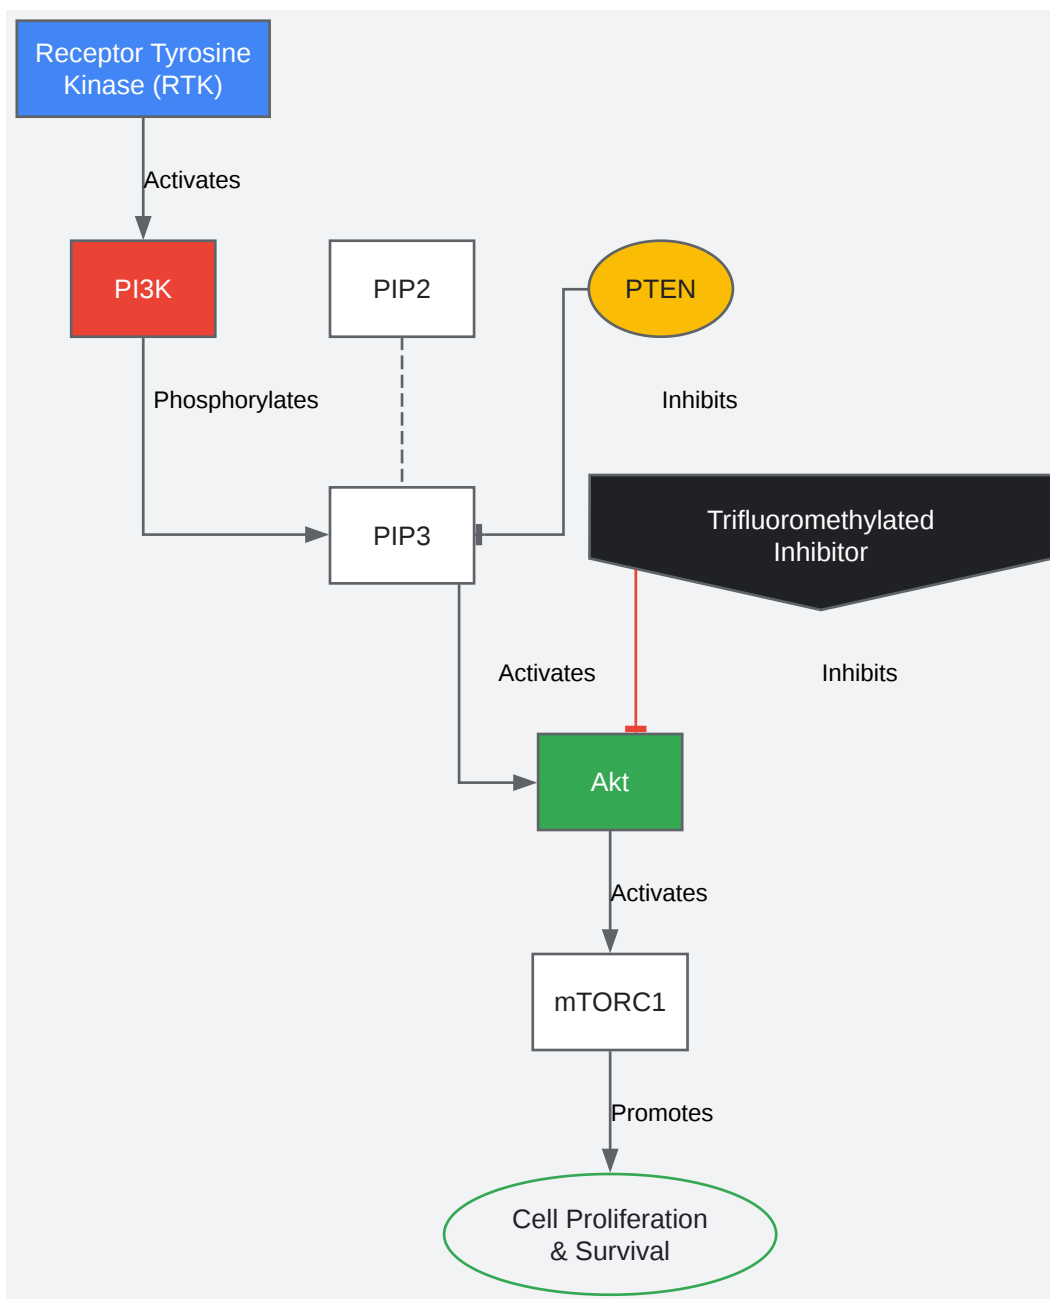 Receptor Tyrosine
Kinase (RTK)
Activates
PI3K
PIP2
PTEN
Phosphorylates
Inhibits
PIP3
Trifluoromethylated
Inhibitor
Activates
Inhibits
Akt
Activates
mTORC1
Promotes
Cell Proliferation
& Survival